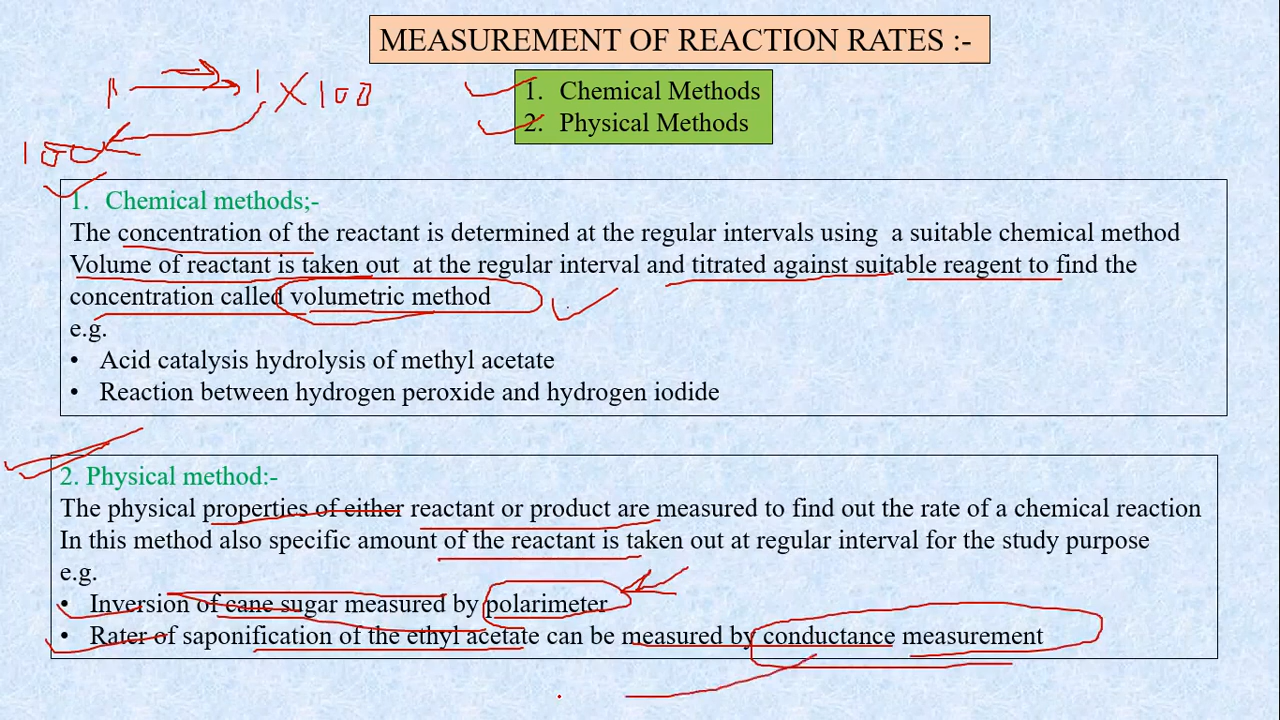 MEASUREMENT OF REACTION RATES :-
1. Chemical Methods
2. Physical Methods
1 X 100
100
1. Chemical methods;-
The concentration of the reactant is determined at the regular intervals using a suitable chemical method
Volume of reactant is taken out at the regular interval and titrated against suitable reagent to find the
concentration called volumetric method
e.g.
• Acid catalysis hydrolysis of methyl acetate
• Reaction between hydrogen peroxide and hydrogen iodide
2. Physical method:-
The physical properties of either reactant or product are measured to find out the rate of a chemical reaction
In this method also specific amount of the reactant is taken out at regular interval for the study purpose
e.g.
• Inversion of cane sugar measured by polarimeter
• Rater of saponification of the ethyl acetate can be measured by conductance measurement